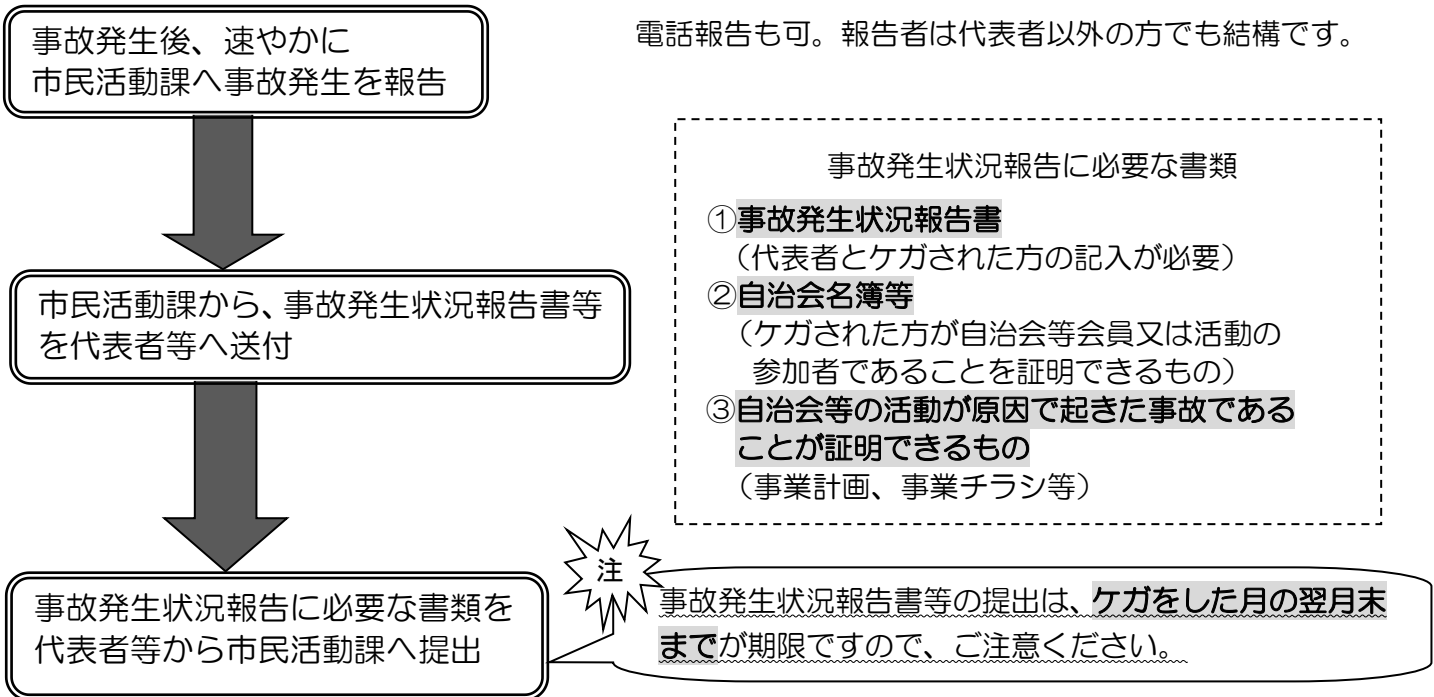 事故発生後、速やかに
市民活動課へ事故発生を報告
電話報告も可。報告者は代表者以外の方でも結構です。
事故発生状況報告に必要な書類
①事故発生状況報告書
（代表者とケガされた方の記入が必要）
②自治会名簿等
（ケガされた方が自治会等会員又は活動の
参加者であることを証明できるもの）
③自治会等の活動が原因で起きた事故である
ことが証明できるもの
（事業計画、事業チラシ等）
市民活動課から、事故発生状況報告書等
を代表者等へ送付
事故発生状況報告に必要な書類を
代表者等から市民活動課へ提出
注
事故発生状況報告書等の提出は、ケガをした月の翌月末
までが期限ですので、ご注意ください。